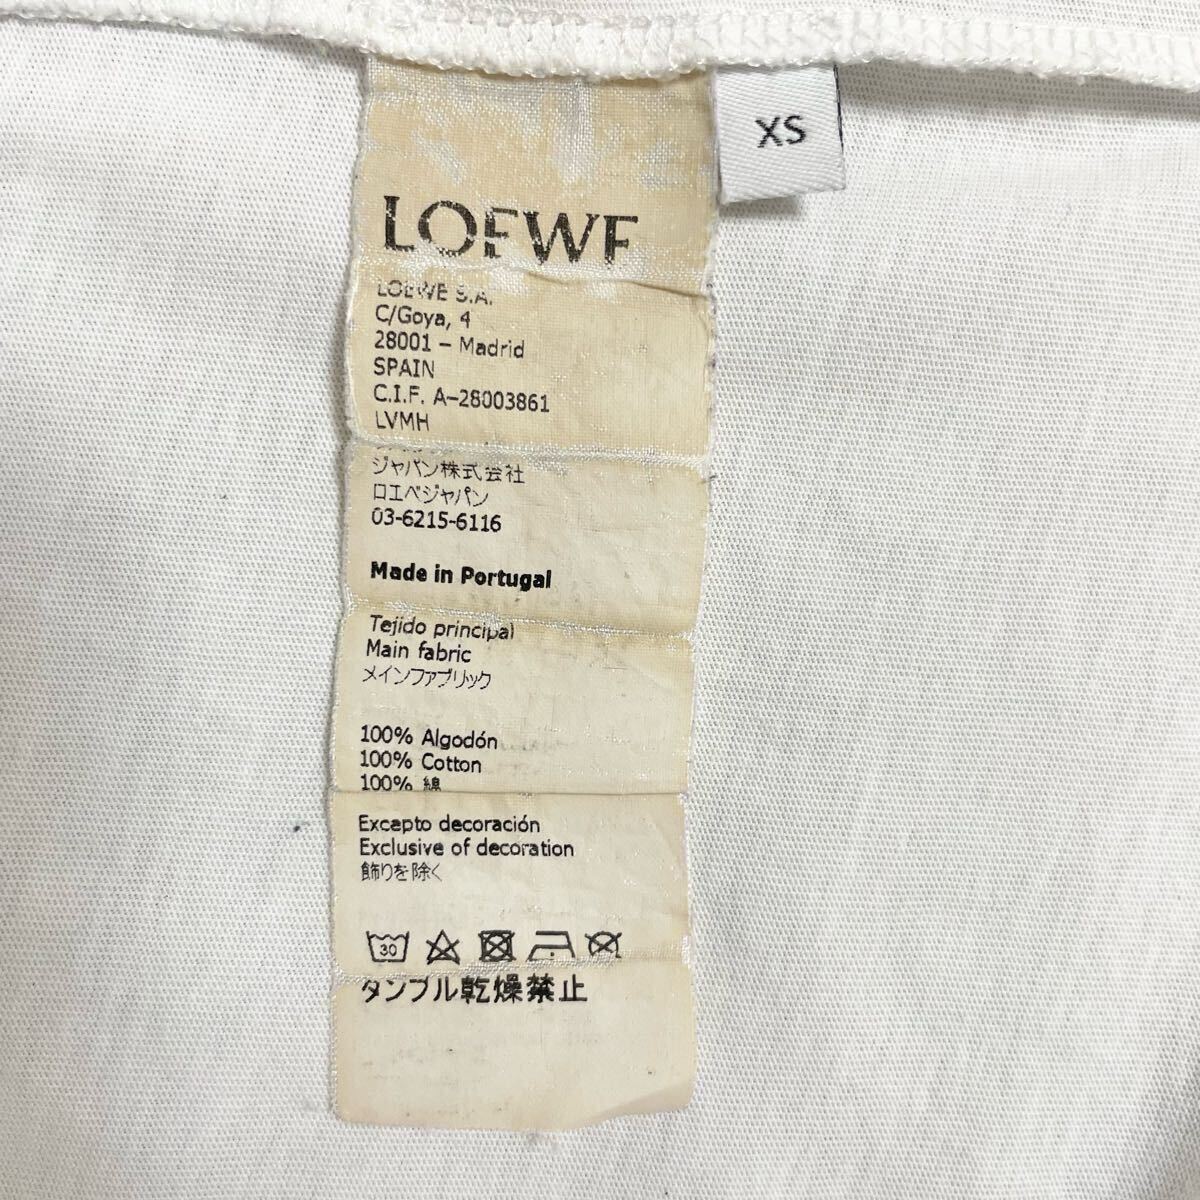 XS
LOEWE
LOEWE S.A.
C/Goya, 4
28001 – Madrid
SPAIN
C.I.F. A-28003861
LVMH
ジャパン株式会社
ロエベジャパン
03-6215-6116
Made in Portugal
Tejido principal
Main fabric
メインファブリック
100% Algodón
100% Cotton
100% 綿
Excepto decoración
Exclusive of decoration
飾りを除く
30
タンブル乾燥禁止